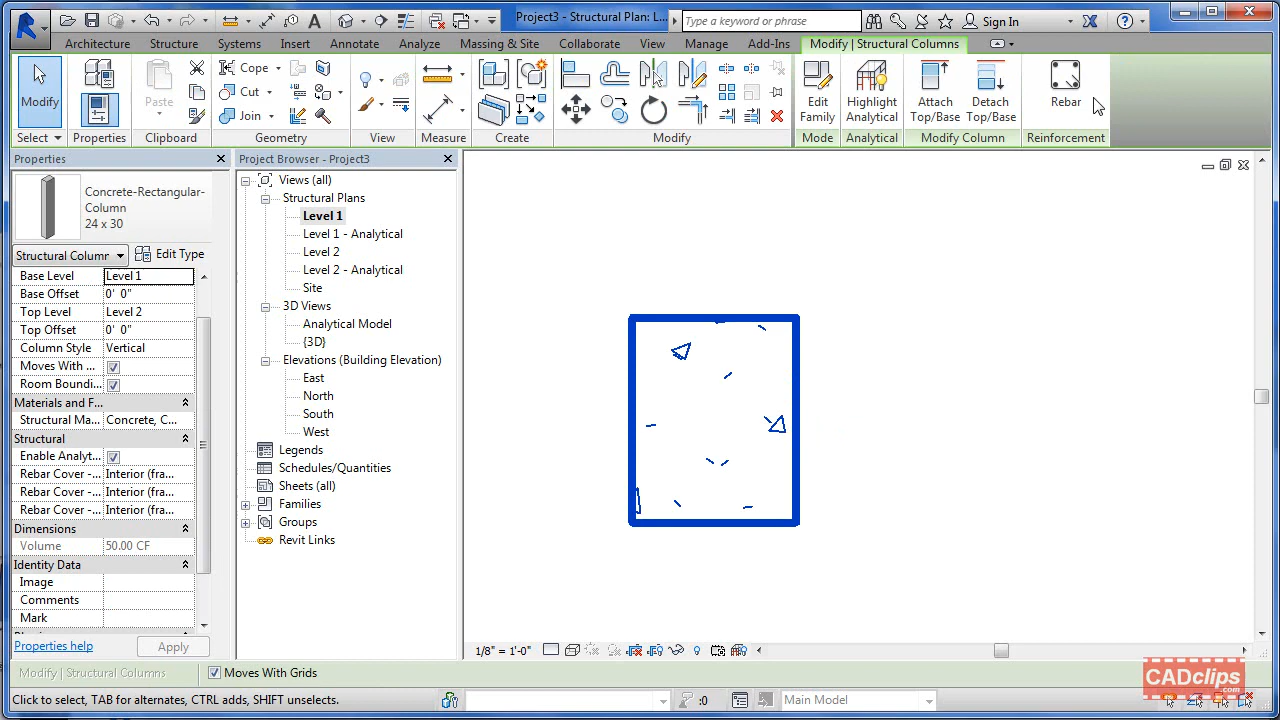 Project3 - Structural Plan: L...
Type a keyword or phrase
Sign In
Architecture
Structure
Systems
Insert
Annotate
Analyze
Massing & Site
Collaborate
View
Manage
Add-Ins
Modify | Structural Columns
Modify
Properties
Paste
Cope
Cut
Join
Edit
Family
Highlight
Analytical
Attach
Top/Base
Detach
Top/Base
Rebar
Select
Properties
Clipboard
Geometry
View
Measure
Create
Modify
Mode
Analytical
Modify Column
Reinforcement
Properties
Concrete-Rectangular-
Column
24 x 30
Structural Column
Edit Type
Base Level Level 1
Base Offset 0' 0"
Top Level Level 2
Top Offset 0' 0"
Column Style Vertical
Moves With ...
Room Boundi...
Materials and F...
Structural Ma... Concrete, C...
Structural
Enable Analyt...
Rebar Cover -... Interior (fra...
Rebar Cover -... Interior (fra...
Rebar Cover -... Interior (fra...
Dimensions
Volume 50.00 CF
Identity Data
Image
Comments
Mark
Properties help
Apply
Project Browser - Project3
Views (all)
Structural Plans
Level 1
Level 1 - Analytical
Level 2
Level 2 - Analytical
Site
3D Views
Analytical Model
{3D}
Elevations (Building Elevation)
East
North
South
West
Legends
Schedules/Quantities
Sheets (all)
Families
Groups
Revit Links
1/8" = 1'-0"
Modify | Structural Columns
Moves With Grids
Click to select, TAB for alternates, CTRL adds, SHIFT unselects.
:0
Main Model
CADclips